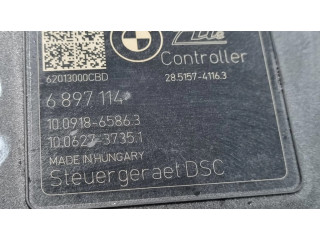 Ate
Controller
62013000CBD
28.5157-4116.3
6 897 114
10.0918-6586.3
10.0627-3735.1
MADE IN HUNGARY
Steuergeraet DSC